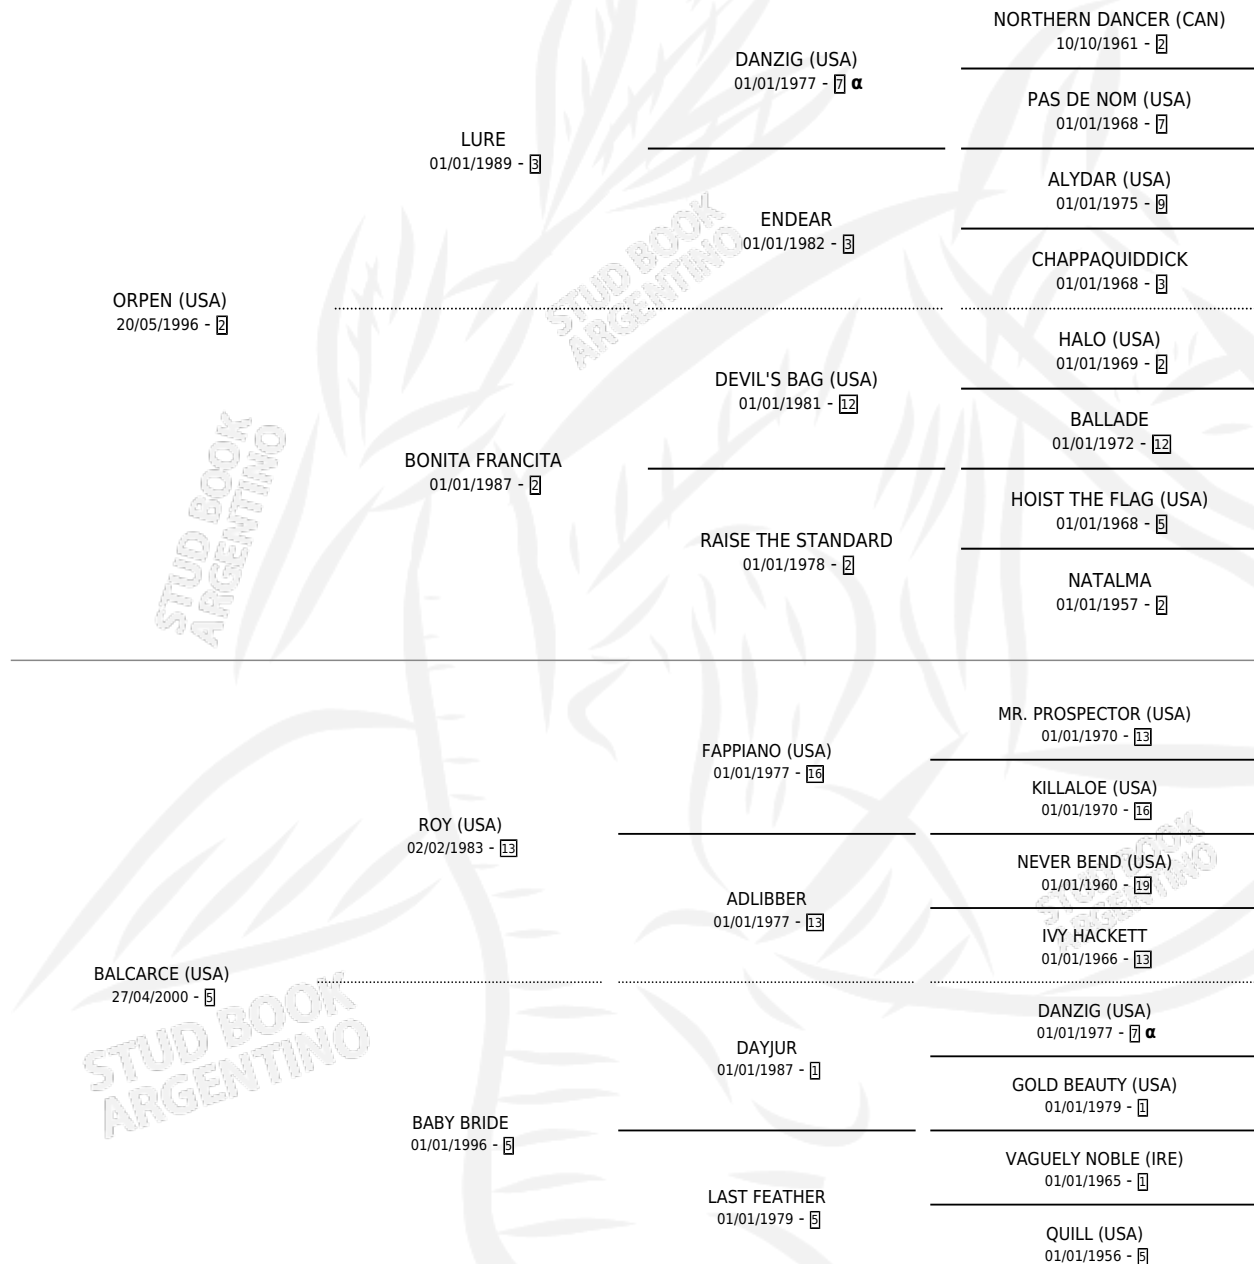 NORTHERN DANCER (CAN)
10/10/1961 - 2
DANZIG (USA)
01/01/1977 - 7 α
PAS DE NOM (USA)
01/01/1968 - 7
LURE
01/01/1989 - 3
ALYDAR (USA)
01/01/1975 - 9
ENDEAR
01/01/1982 - 3
CHAPPAQUIDDICK
01/01/1968 - 3
ORPEN (USA)
20/05/1996 - 2
HALO (USA)
01/01/1969 - 2
DEVIL'S BAG (USA)
01/01/1981 - 12
BALLADE
01/01/1972 - 12
BONITA FRANCITA
01/01/1987 - 2
HOIST THE FLAG (USA)
01/01/1968 - 5
RAISE THE STANDARD
01/01/1978 - 2
NATALMA
01/01/1957 - 2
MR. PROSPECTOR (USA)
01/01/1970 - 13
FAPPIANO (USA)
01/01/1977 - 16
KILLALOE (USA)
01/01/1970 - 16
ROY (USA)
02/02/1983 - 13
NEVER BEND (USA)
01/01/1960 - 19
ADLIBBER
01/01/1977 - 13
IVY HACKETT
01/01/1966 - 13
BALCARCE (USA)
27/04/2000 - 5
DANZIG (USA)
01/01/1977 - 7 α
DAYJUR
01/01/1987 - 1
GOLD BEAUTY (USA)
01/01/1979 - 1
BABY BRIDE
01/01/1996 - 5
VAGUELY NOBLE (IRE)
01/01/1965 - 1
LAST FEATHER
01/01/1979 - 5
QUILL (USA)
01/01/1956 - 5
STUD BOOK
ARGENTINO
STUD BOOK
ARGENTINO
STUD BOOK
ARGENTINO
STUD BOOK
ARGENTINO